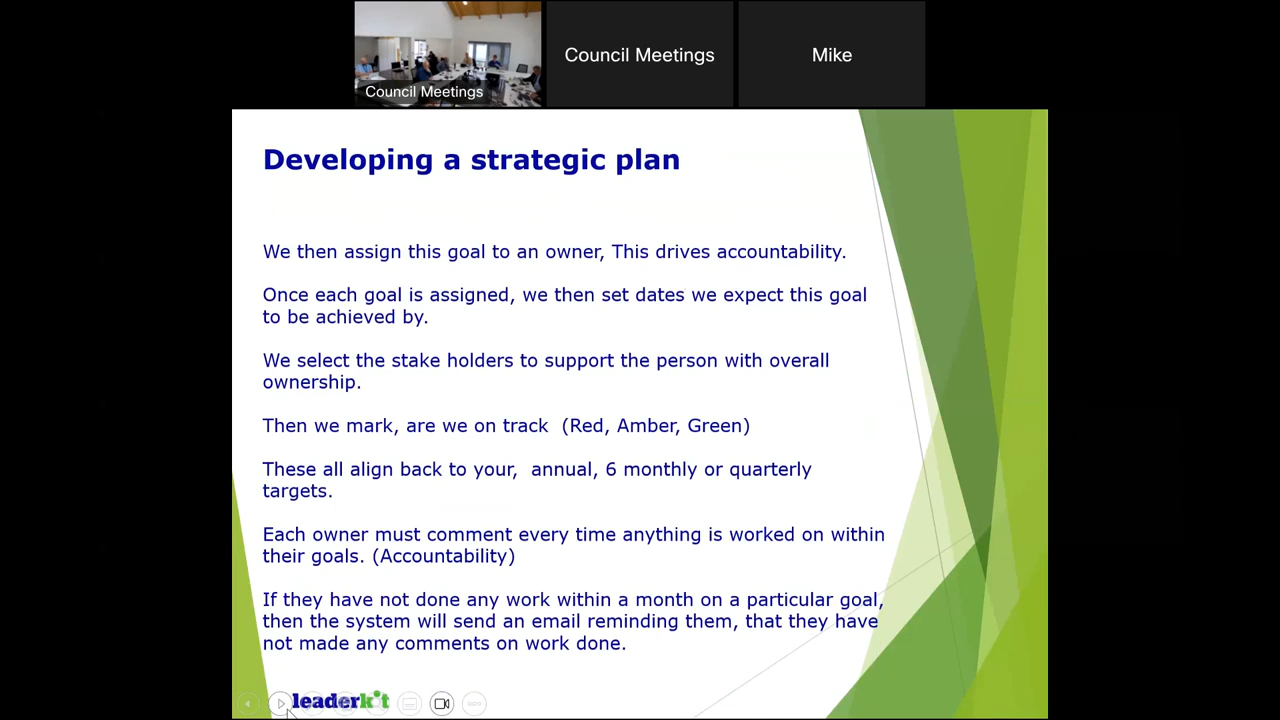 Council Meetings
Council Meetings
Mike
Developing a strategic plan
We then assign this goal to an owner, This drives accountability.
Once each goal is assigned, we then set dates we expect this goal
to be achieved by.
We select the stake holders to support the person with overall
ownership.
Then we mark, are we on track  (Red, Amber, Green)
These all align back to your,  annual, 6 monthly or quarterly
targets.
Each owner must comment every time anything is worked on within
their goals. (Accountability)
If they have not done any work within a month on a particular goal,
then the system will send an email reminding them, that they have
not made any comments on work done.
leaderkit